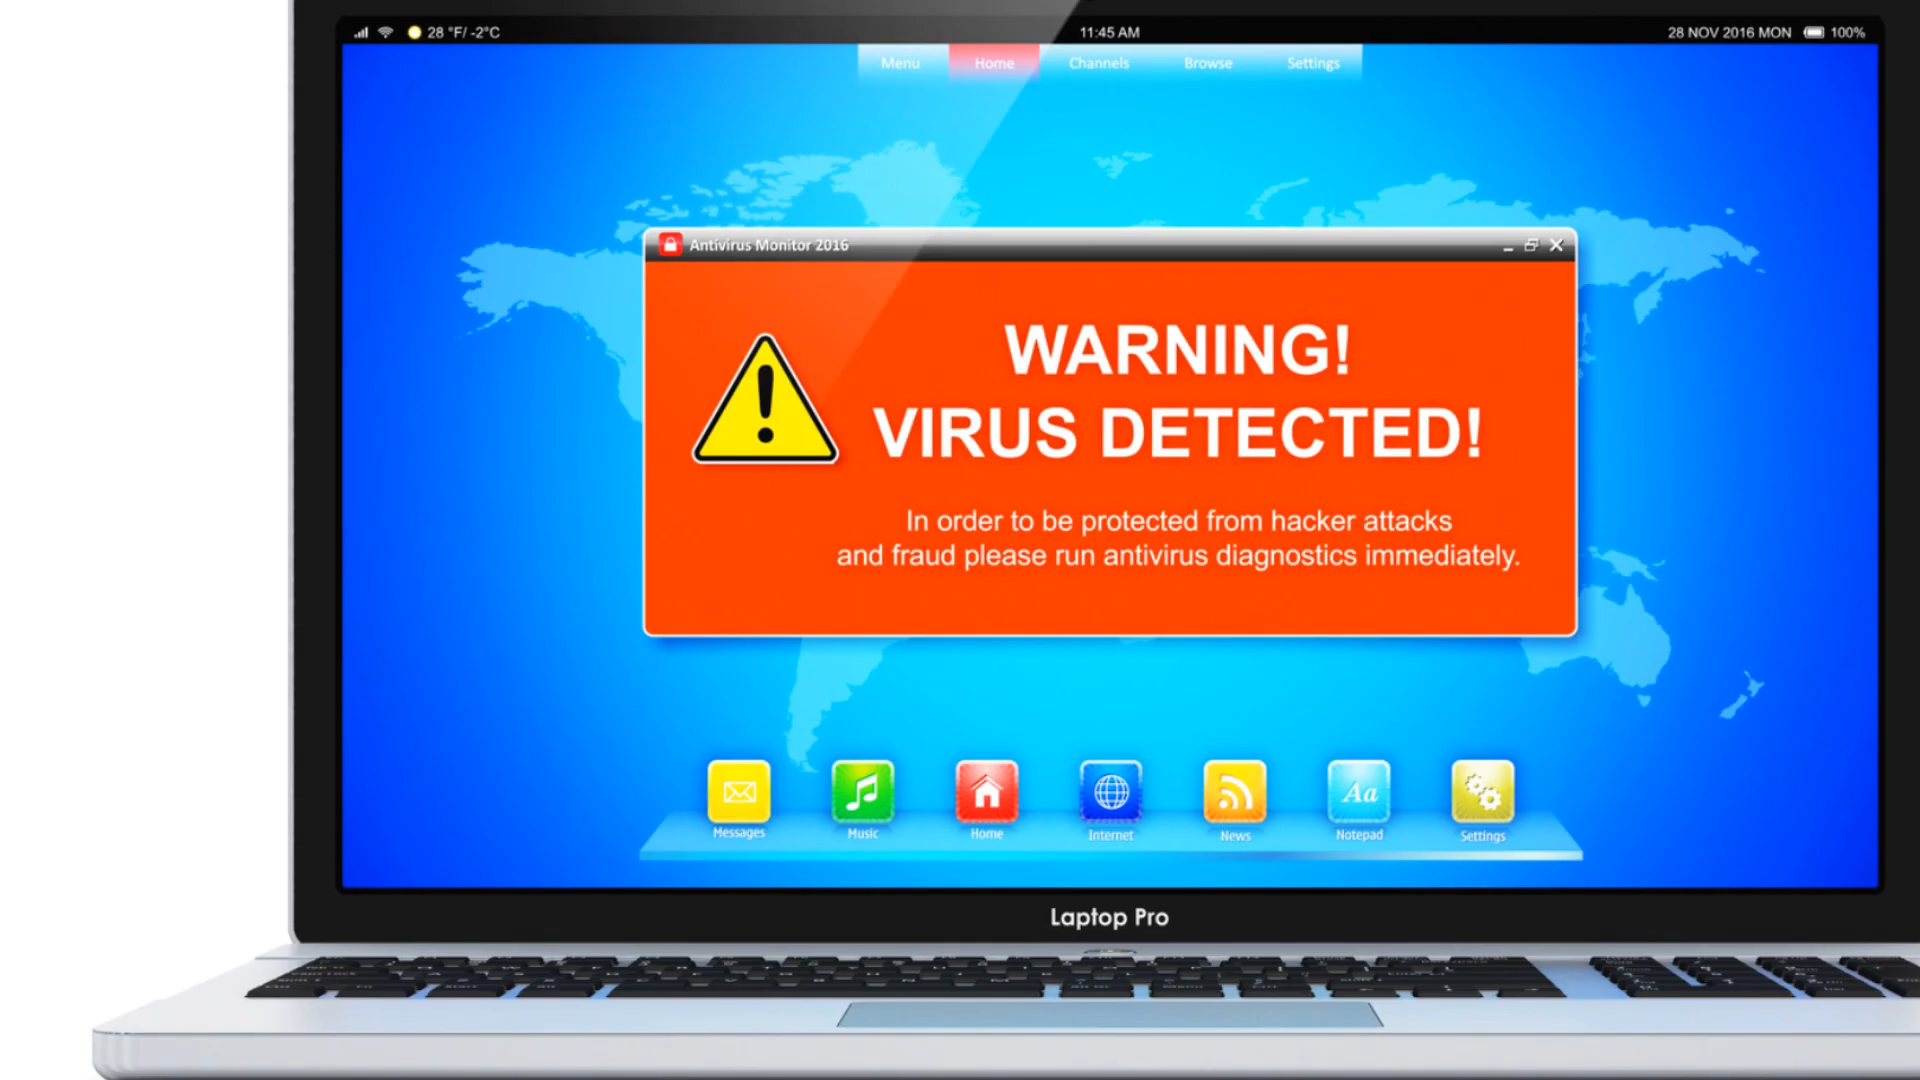 28 °F/ -2°C
11:45 AM
28 NOV 2016 MON
100%
Menu
Home
Channels
Browse
Settings
Antivirus Monitor 2016
WARNING!
VIRUS DETECTED!
In order to be protected from hacker attacks
and fraud please run antivirus diagnostics immediately.
Messages
Music
Home
Internet
News
Aa
Notepad
Settings
Laptop Pro